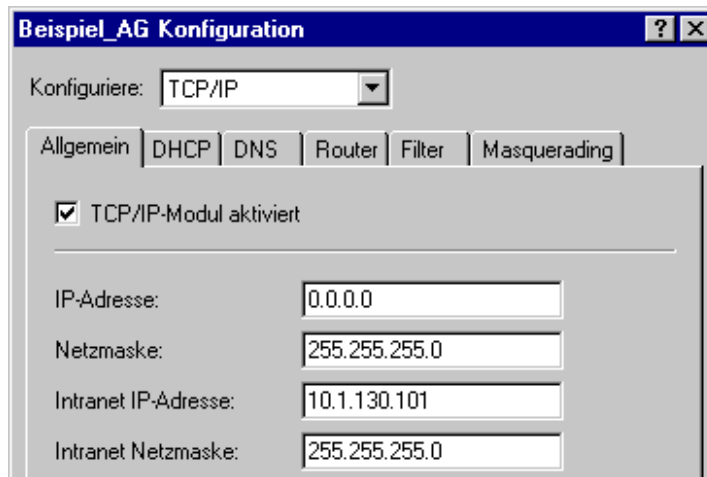 Beispiel_AG Konfiguration
Konfiguriere: TCP/IP
Allgemein DHCP DNS Router Filter Masquerading
TCP/IP-Modul aktiviert
IP-Adresse: 0.0.0.0
Netzmaske: 255.255.255.0
Intranet IP-Adresse: 10.1.130.101
Intranet Netzmaske: 255.255.255.0